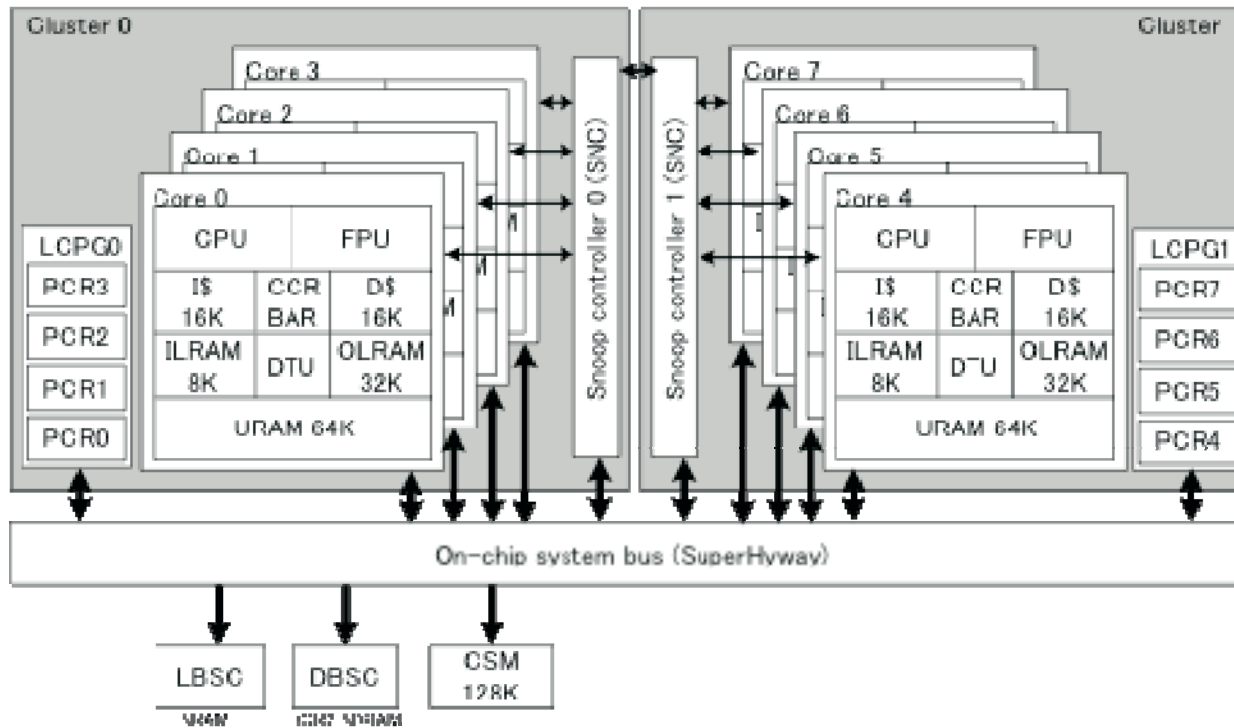 Cluster 0
Core 3
Core 2
Core 1
Core 0
CPU
FPU
I$
16K
CCR
BAR
D$
16K
ILRAM
8K
DTU
OLRAM
32K
URAM 64K
LCPG0
PCR3
PCR2
PCR1
PCR0
Snoop controller 0 (SNC)
Snoop controller 1 (SNC)
Cluster
Core 7
Core 6
Core 5
Core 4
CPU
FPU
I$
16K
CCR
BAR
D$
16K
ILRAM
8K
DTU
OLRAM
32K
URAM 64K
LCPG1
PCR7
PCR6
PCR5
PCR4
On-chip system bus (SuperHyway)
LBSC
DBSC
CSM
128K
SRAM